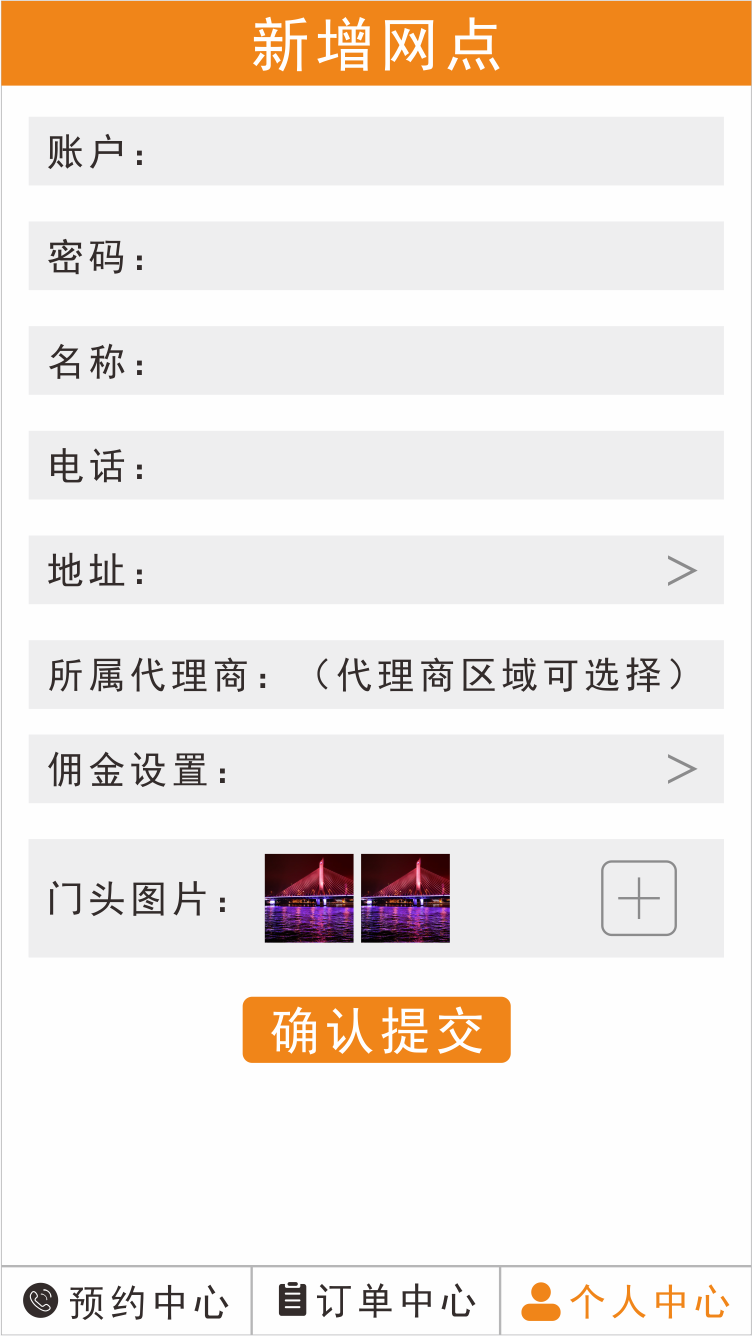 新增网点
账户：
密码：
名称：
电话：
地址： >
所属代理商：（代理商区域可选择）
佣金设置： >
门头图片：
确认提交
预约中心 订单中心 个人中心